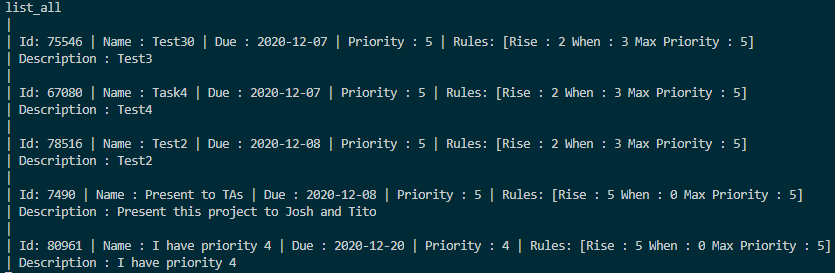 list_all
|
| Id: 75546 | Name : Test30 | Due : 2020-12-07 | Priority : 5 | Rules: [Rise : 2 When : 3 Max Priority : 5]
| Description : Test3
|
| Id: 67080 | Name : Task4 | Due : 2020-12-07 | Priority : 5 | Rules: [Rise : 2 When : 3 Max Priority : 5]
| Description : Test4
|
| Id: 78516 | Name : Test2 | Due : 2020-12-08 | Priority : 5 | Rules: [Rise : 2 When : 3 Max Priority : 5]
| Description : Test2
|
| Id: 7490 | Name : Present to TAs | Due : 2020-12-08 | Priority : 5 | Rules: [Rise : 5 When : 0 Max Priority : 5]
| Description : Present this project to Josh and Tito
|
| Id: 80961 | Name : I have priority 4 | Due : 2020-12-20 | Priority : 4 | Rules: [Rise : 5 When : 0 Max Priority : 5]
| Description : I have priority 4